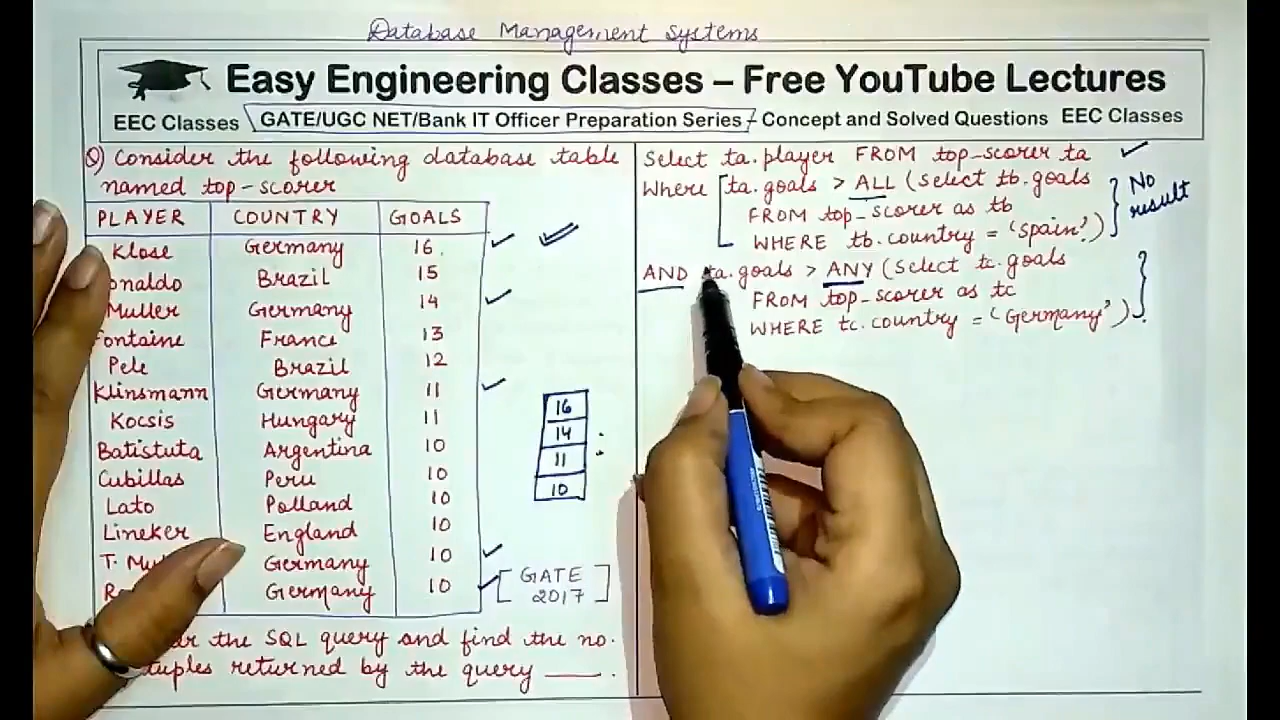 Database Management Systems
Easy Engineering Classes – Free YouTube Lectures
EEC Classes GATE/UGC NET/Bank IT Officer Preparation Series – Concept and Solved Questions EEC Classes
Q) Consider the following database table
named top-scorer
PLAYER COUNTRY GOALS
Klose Germany 16
onaldo Brazil 15
Muller Germany 14
Fontaine France 13
Pele Brazil 12
Klinsmann Germany 11
Kocsis Hungary 11
Batistuta Argentina 10
Cubillas Peru 10
Lato Polland 10
Lineker England 10
T. Mu Germany 10
Germany 10
16
14
11
10
[GATE
2017]
the SQL query and find the no.
tuples returned by the query ____.
Select ta.player FROM top-scorer ta
Where [ta.goals > ALL (Select tb.goals
FROM top-scorer as tb
WHERE tb.country = 'Spain')
No
result
AND ta.goals > ANY (Select tc.goals
FROM top-scorer as tc
WHERE tc.country = 'Germany')